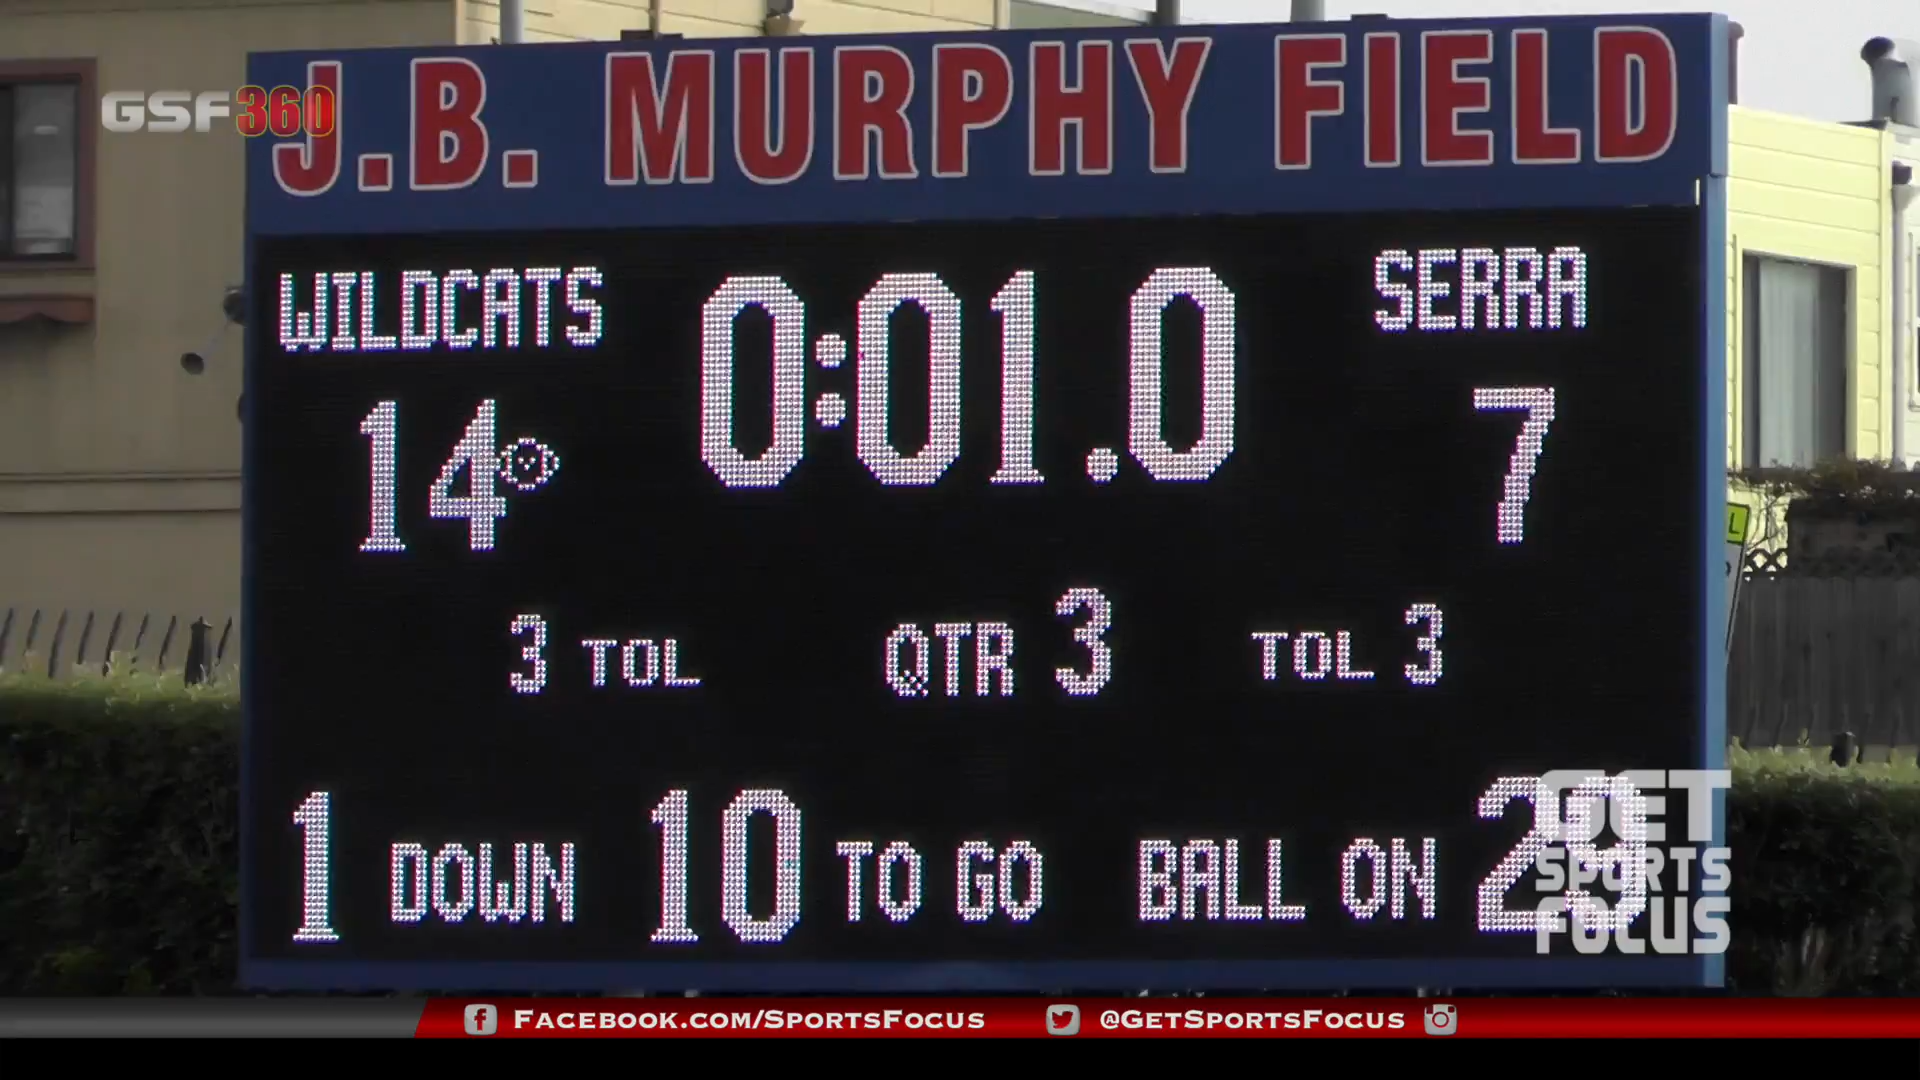 GSF360
J.B. MURPHY FIELD
WILDCATS 0:01.0 SERRA
14 7
3 TOL QTR 3 TOL 3
1 DOWN 10 TO GO BALL ON 29
GET
SPORTS
FOCUS
FACEBOOK.COM/SPORTSFOCUS @GETSPORTSFOCUS